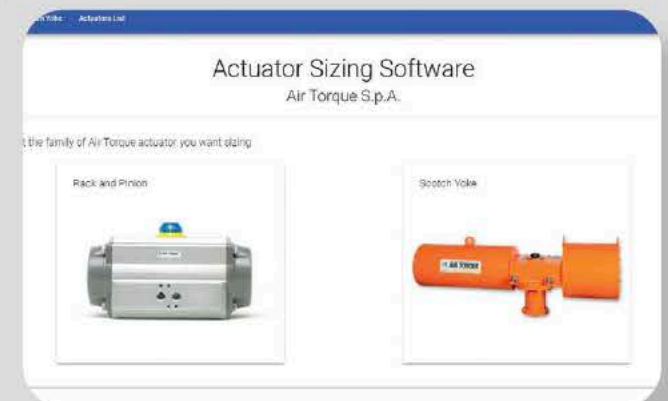 Yoke Actuators List
Actuator Sizing Software
Air Torque S.p.A.
t the family of Air Torque actuator you want sizing
Rack and Pinion
Scotch Yoke
AIR TORQUE